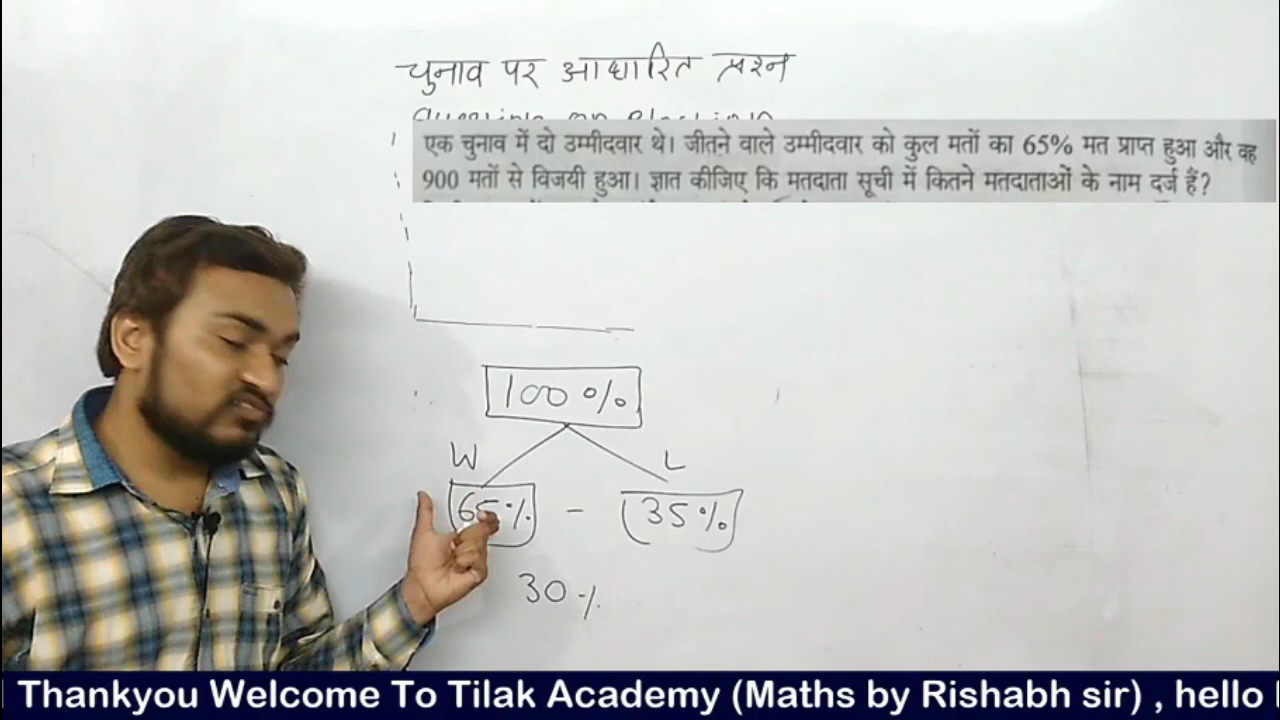 चुनाव पर आधारित प्रश्न
एक चुनाव में दो उम्मीदवार थे। जीतने वाले उम्मीदवार को कुल मतों का 65% मत प्राप्त हुआ और वह
900 मतों से विजयी हुआ। ज्ञात कीजिए कि मतदाता सूची में कितने मतदाताओं के नाम दर्ज हैं?
100%
W L
65% - 35%
30%
Thankyou Welcome To Tilak Academy (Maths by Rishabh sir) , hello